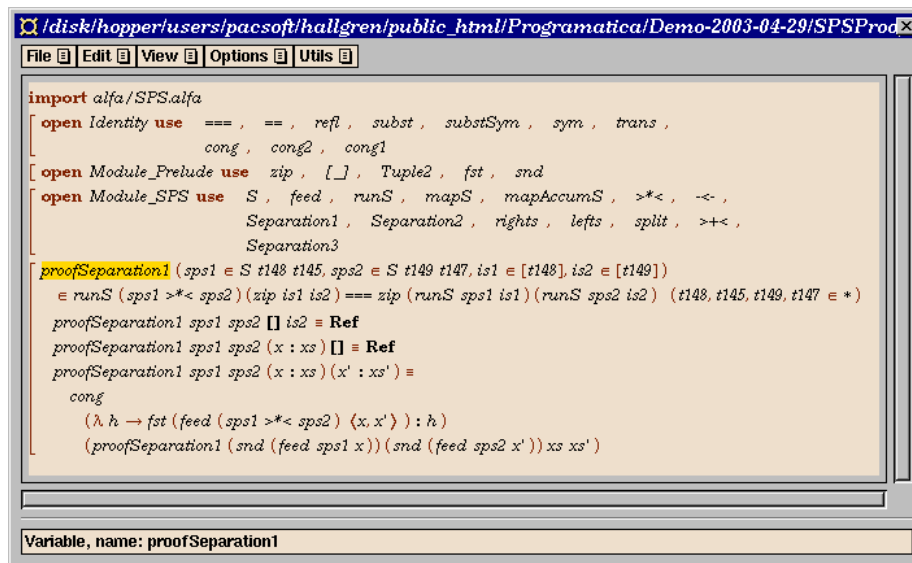 /disk/hopper/users/pacsoft/hallgren/public_html/Programatica/Demo-2003-04-29/SPSProo
File Edit View Options Utils
import alfa/SPS.alfa
open Identity use === , == , refl , subst , substSym , sym , trans ,
cong , cong2 , cong1
open Module_Prelude use zip , [_] , Tuple2 , fst , snd
open Module_SPS use S , feed , runS , mapS , mapAccumS , >*< , -<- ,
Separation1 , Separation2 , rights , lefts , split , >+< ,
Separation3
proofSeparation1 (sps1 ∈ S t148 t145, sps2 ∈ S t149 t147, is1 ∈ [t148], is2 ∈ [t149])
∈ runS (sps1 >*< sps2) (zip is1 is2) === zip (runS sps1 is1) (runS sps2 is2) (t148, t145, t149, t147 ∈ *)
proofSeparation1 sps1 sps2 [] is2 ≡ Ref
proofSeparation1 sps1 sps2 (x : xs) [] ≡ Ref
proofSeparation1 sps1 sps2 (x : xs) (x' : xs') ≡
cong
(λ h → fst (feed (sps1 >*< sps2) ⟨x, x'⟩) : h)
(proofSeparation1 (snd (feed sps1 x)) (snd (feed sps2 x')) xs xs')
Variable, name: proofSeparation1